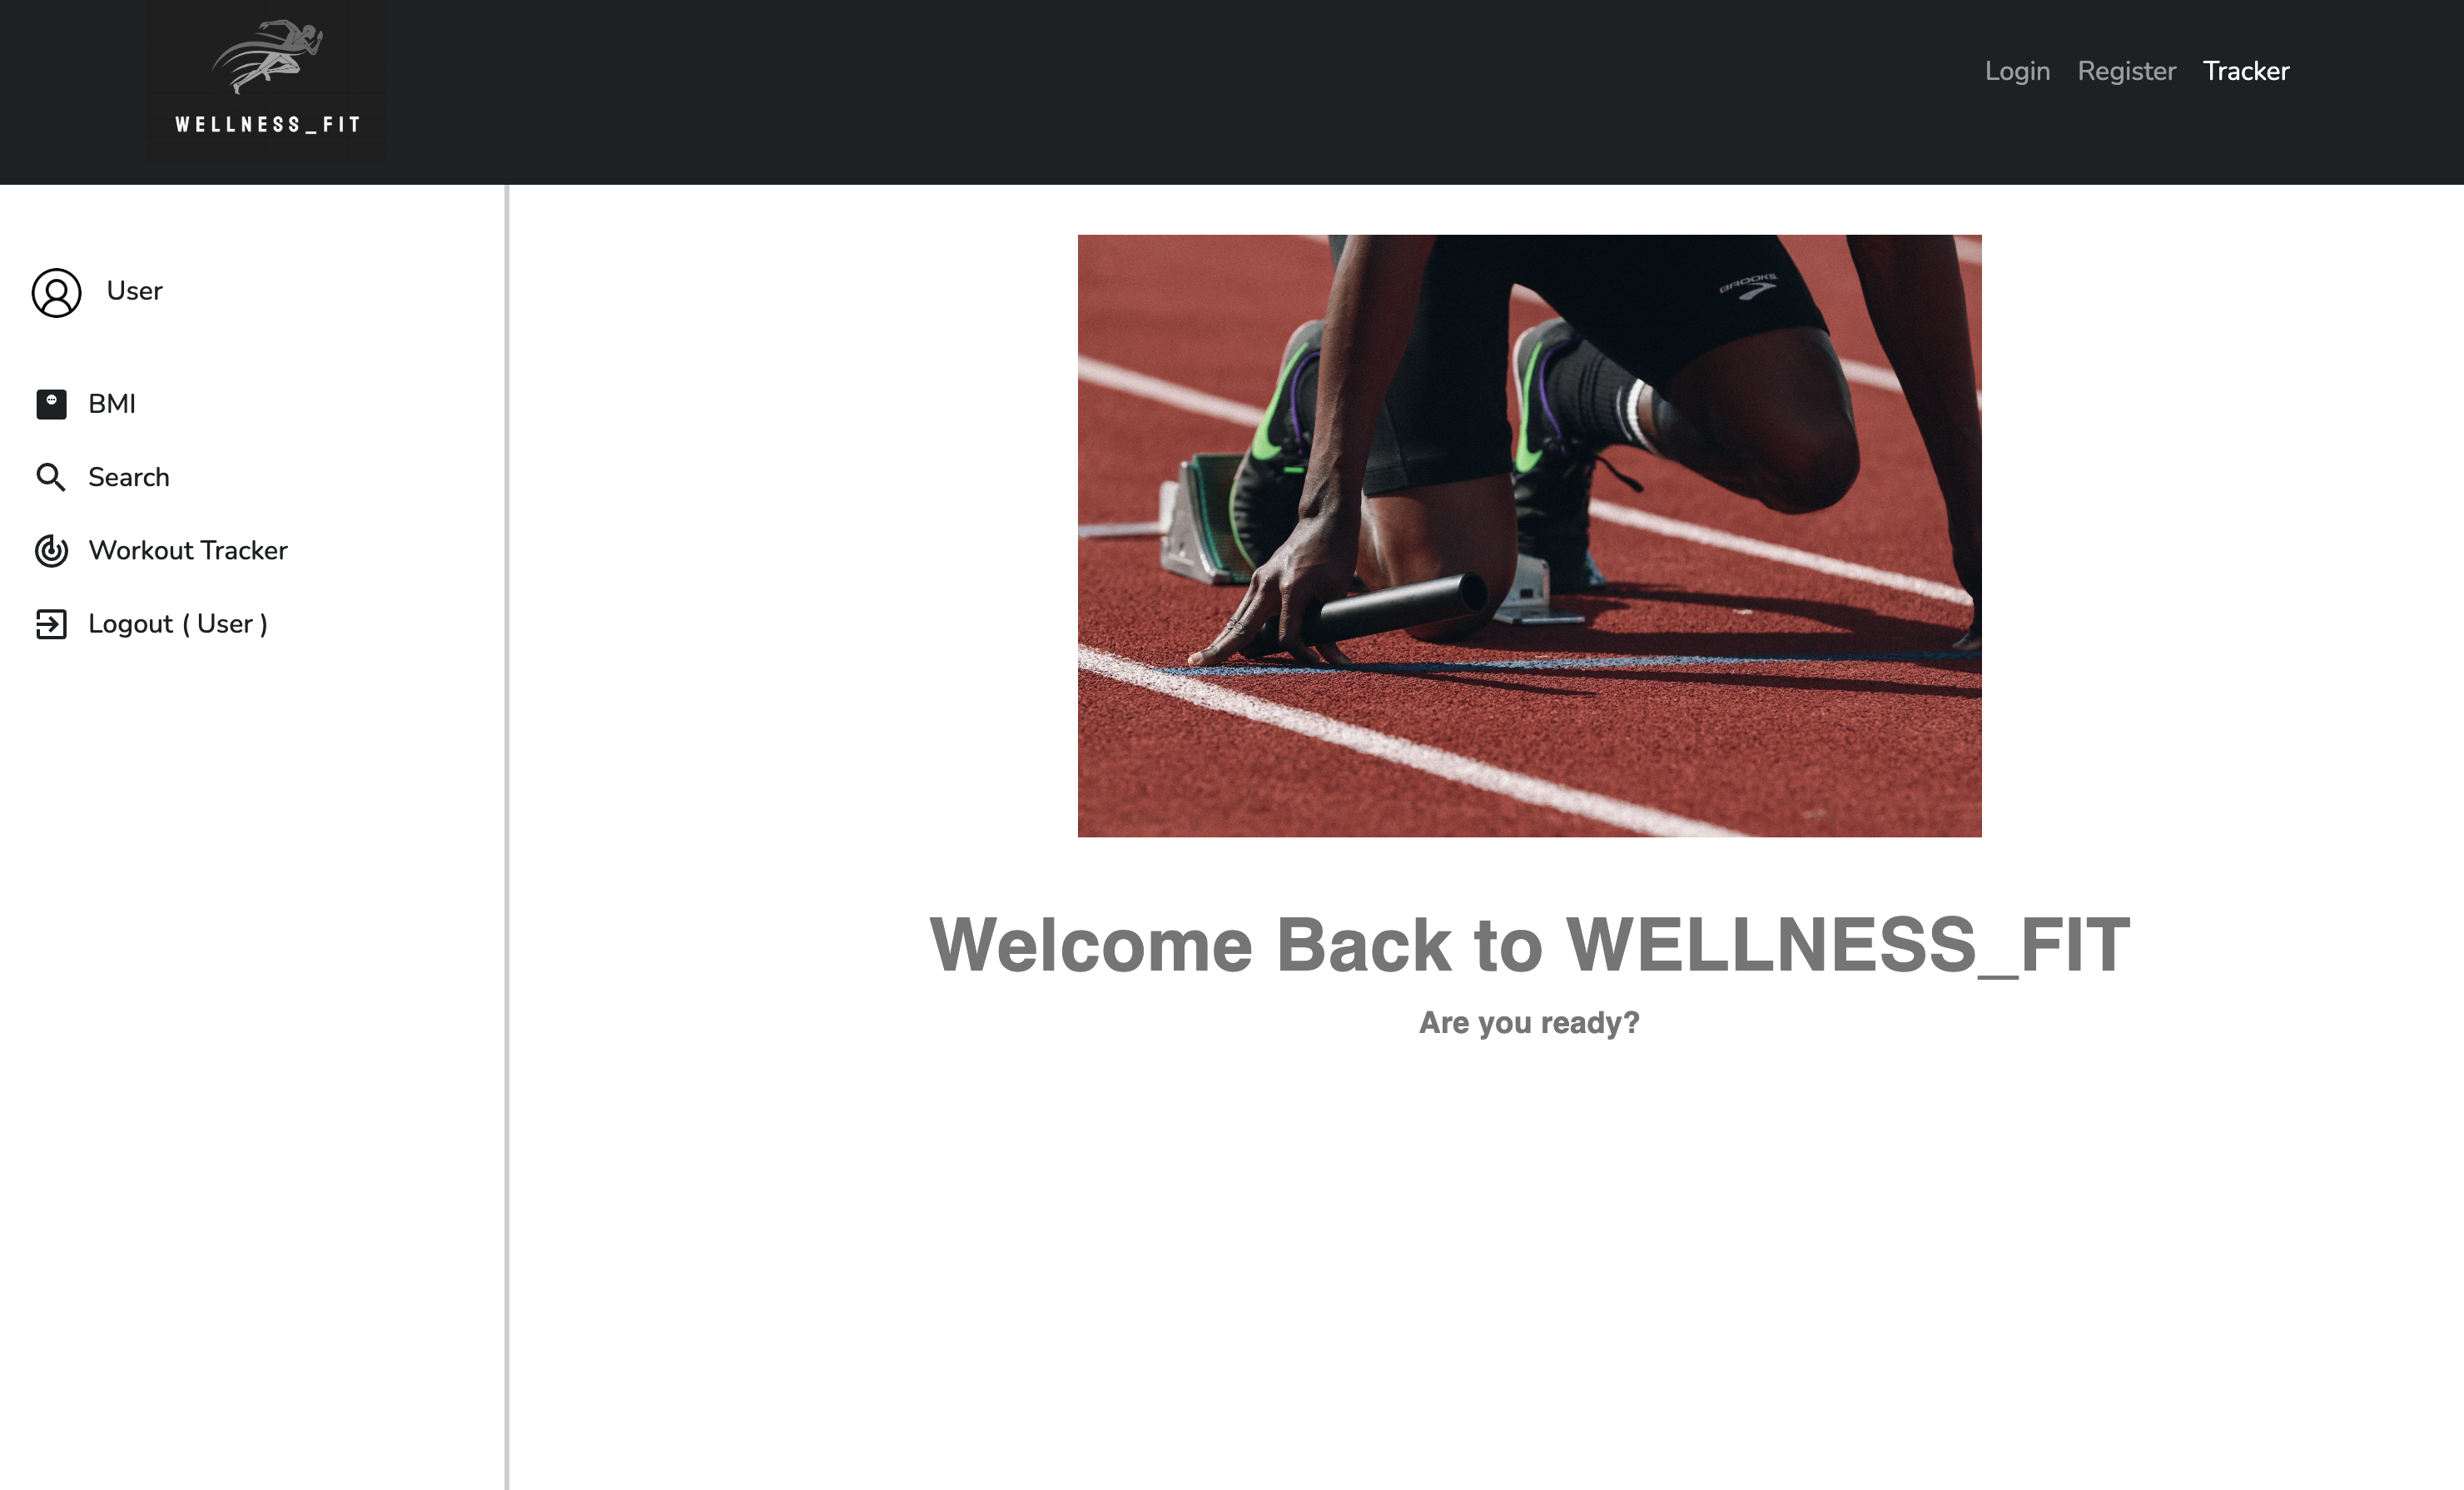 WELLNESS_FIT
Login Register Tracker
User
BMI
Search
Workout Tracker
Logout ( User )
BROOKS
Welcome Back to WELLNESS_FIT
Are you ready?